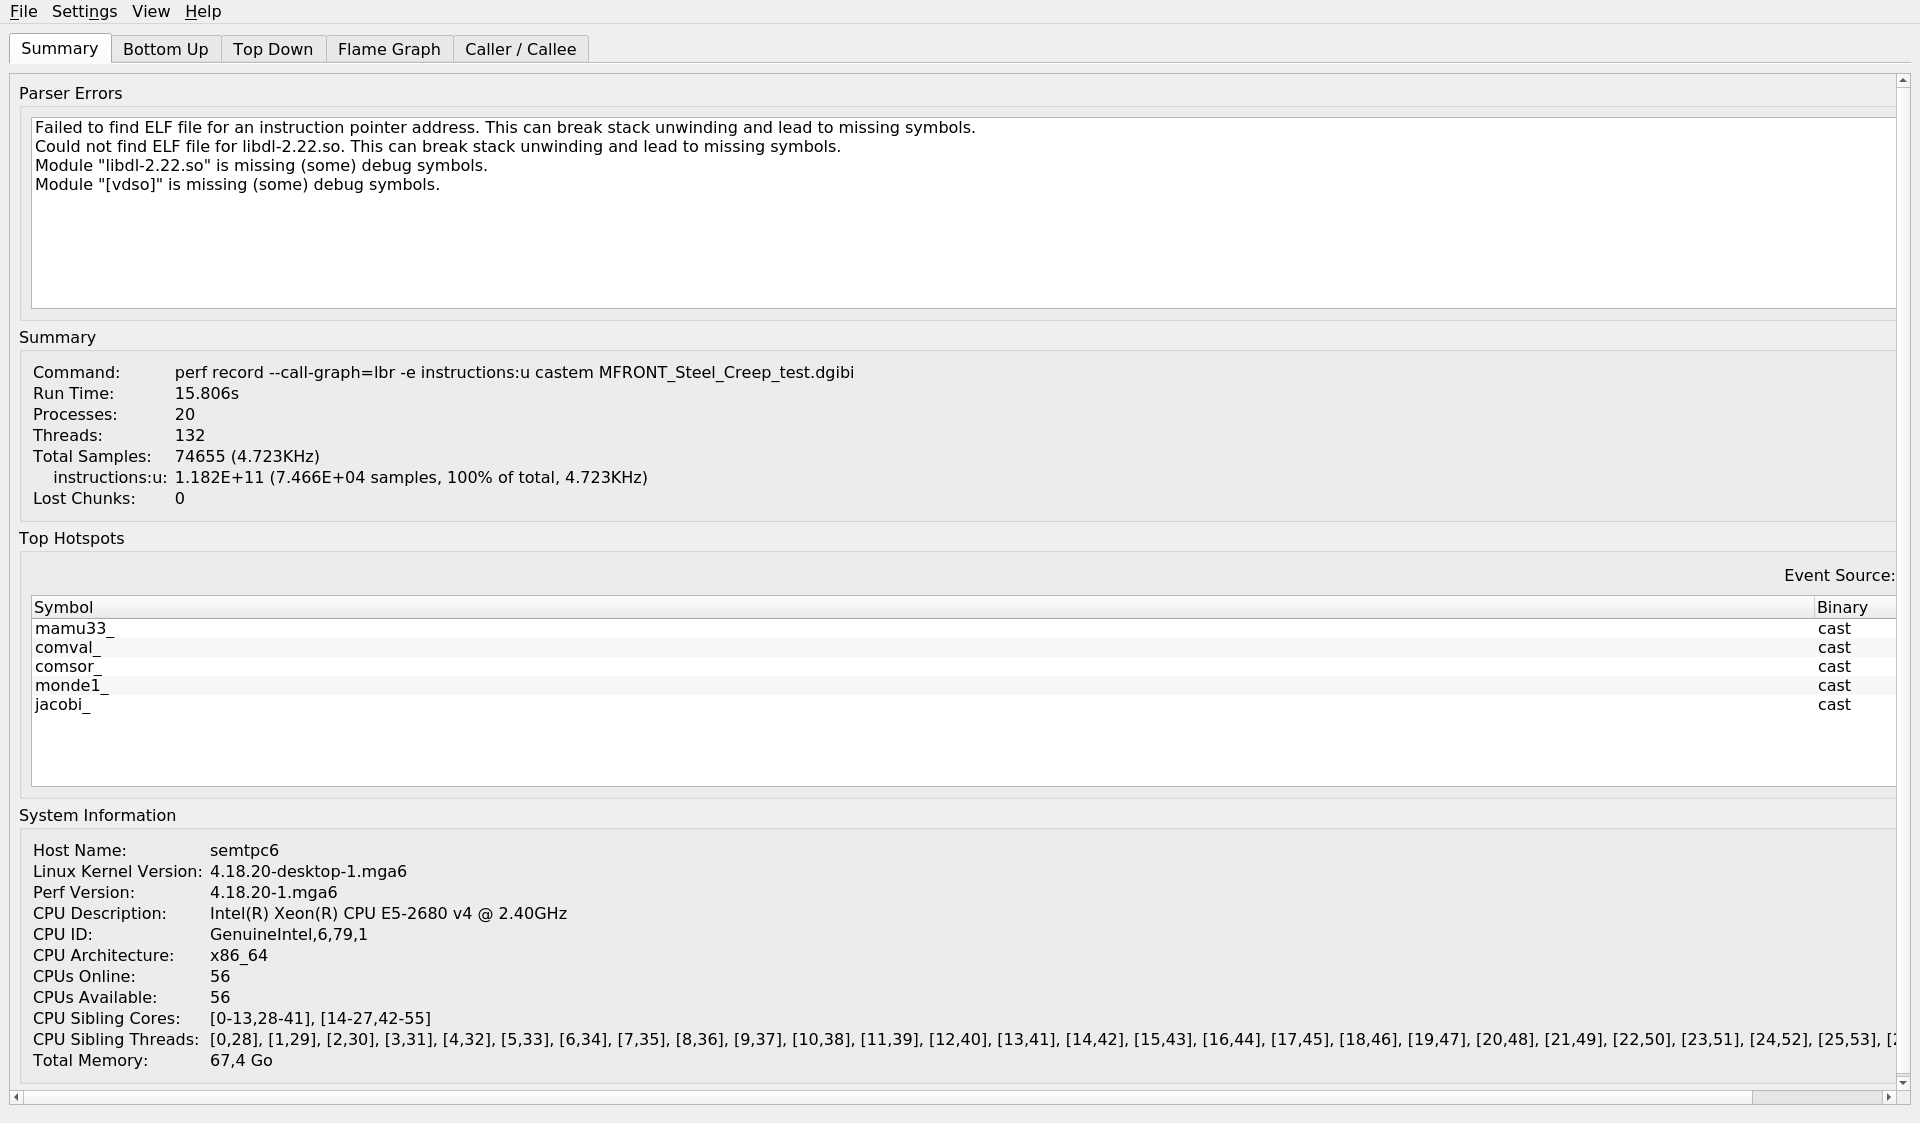 File Settings View Help
Summary Bottom Up Top Down Flame Graph Caller / Callee
Parser Errors
Failed to find ELF file for an instruction pointer address. This can break stack unwinding and lead to missing symbols.
Could not find ELF file for libdl-2.22.so. This can break stack unwinding and lead to missing symbols.
Module "libdl-2.22.so" is missing (some) debug symbols.
Module "[vdso]" is missing (some) debug symbols.
Summary
Command: perf record --call-graph=lbr -e instructions:u castem MFRONT_Steel_Creep_test.dgibi
Run Time: 15.806s
Processes: 20
Threads: 132
Total Samples: 74655 (4.723KHz)
instructions:u: 1.182E+11 (7.466E+04 samples, 100% of total, 4.723KHz)
Lost Chunks: 0
Top Hotspots
Event Source:
Symbol Binary
mamu33_ cast
comval_ cast
comsor_ cast
monde1_ cast
jacobi_ cast
System Information
Host Name: semtpc6
Linux Kernel Version: 4.18.20-desktop-1.mga6
Perf Version: 4.18.20-1.mga6
CPU Description: Intel(R) Xeon(R) CPU E5-2680 v4 @ 2.40GHz
CPU ID: GenuineIntel,6,79,1
CPU Architecture: x86_64
CPUs Online: 56
CPUs Available: 56
CPU Sibling Cores: [0-13,28-41], [14-27,42-55]
CPU Sibling Threads: [0,28], [1,29], [2,30], [3,31], [4,32], [5,33], [6,34], [7,35], [8,36], [9,37], [10,38], [11,39], [12,40], [13,41], [14,42], [15,43], [16,44], [17,45], [18,46], [19,47], [20,48], [21,49], [22,50], [23,51], [24,52], [25,53],
Total Memory: 67,4 Go